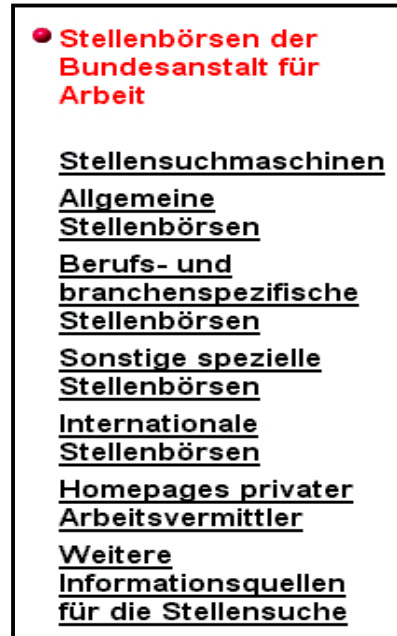 Stellenbörsen der
Bundesanstalt für
Arbeit
Stellensuchmaschinen
Allgemeine
Stellenbörsen
Berufs- und
branchenspezifische
Stellenbörsen
Sonstige spezielle
Stellenbörsen
Internationale
Stellenbörsen
Homepages privater
Arbeitsvermittler
Weitere
Informationsquellen
für die Stellensuche